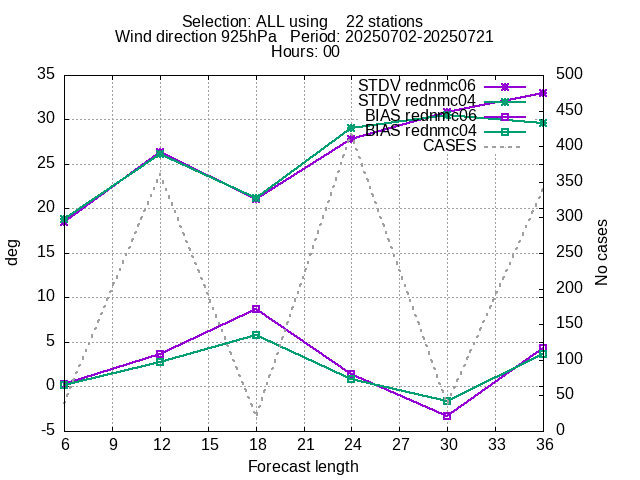 Selection: ALL using    22 stations
Wind direction 925hPa   Period: 20250702-20250721
Hours: 00
STDV rednmc06
STDV rednmc04
BIAS rednmc06
BIAS rednmc04
CASES
35
30
25
20
15
10
5
0
-5
deg
500
450
400
350
300
250
200
150
100
50
0
No cases
6 9 12 15 18 21 24 27 30 33 36
Forecast length